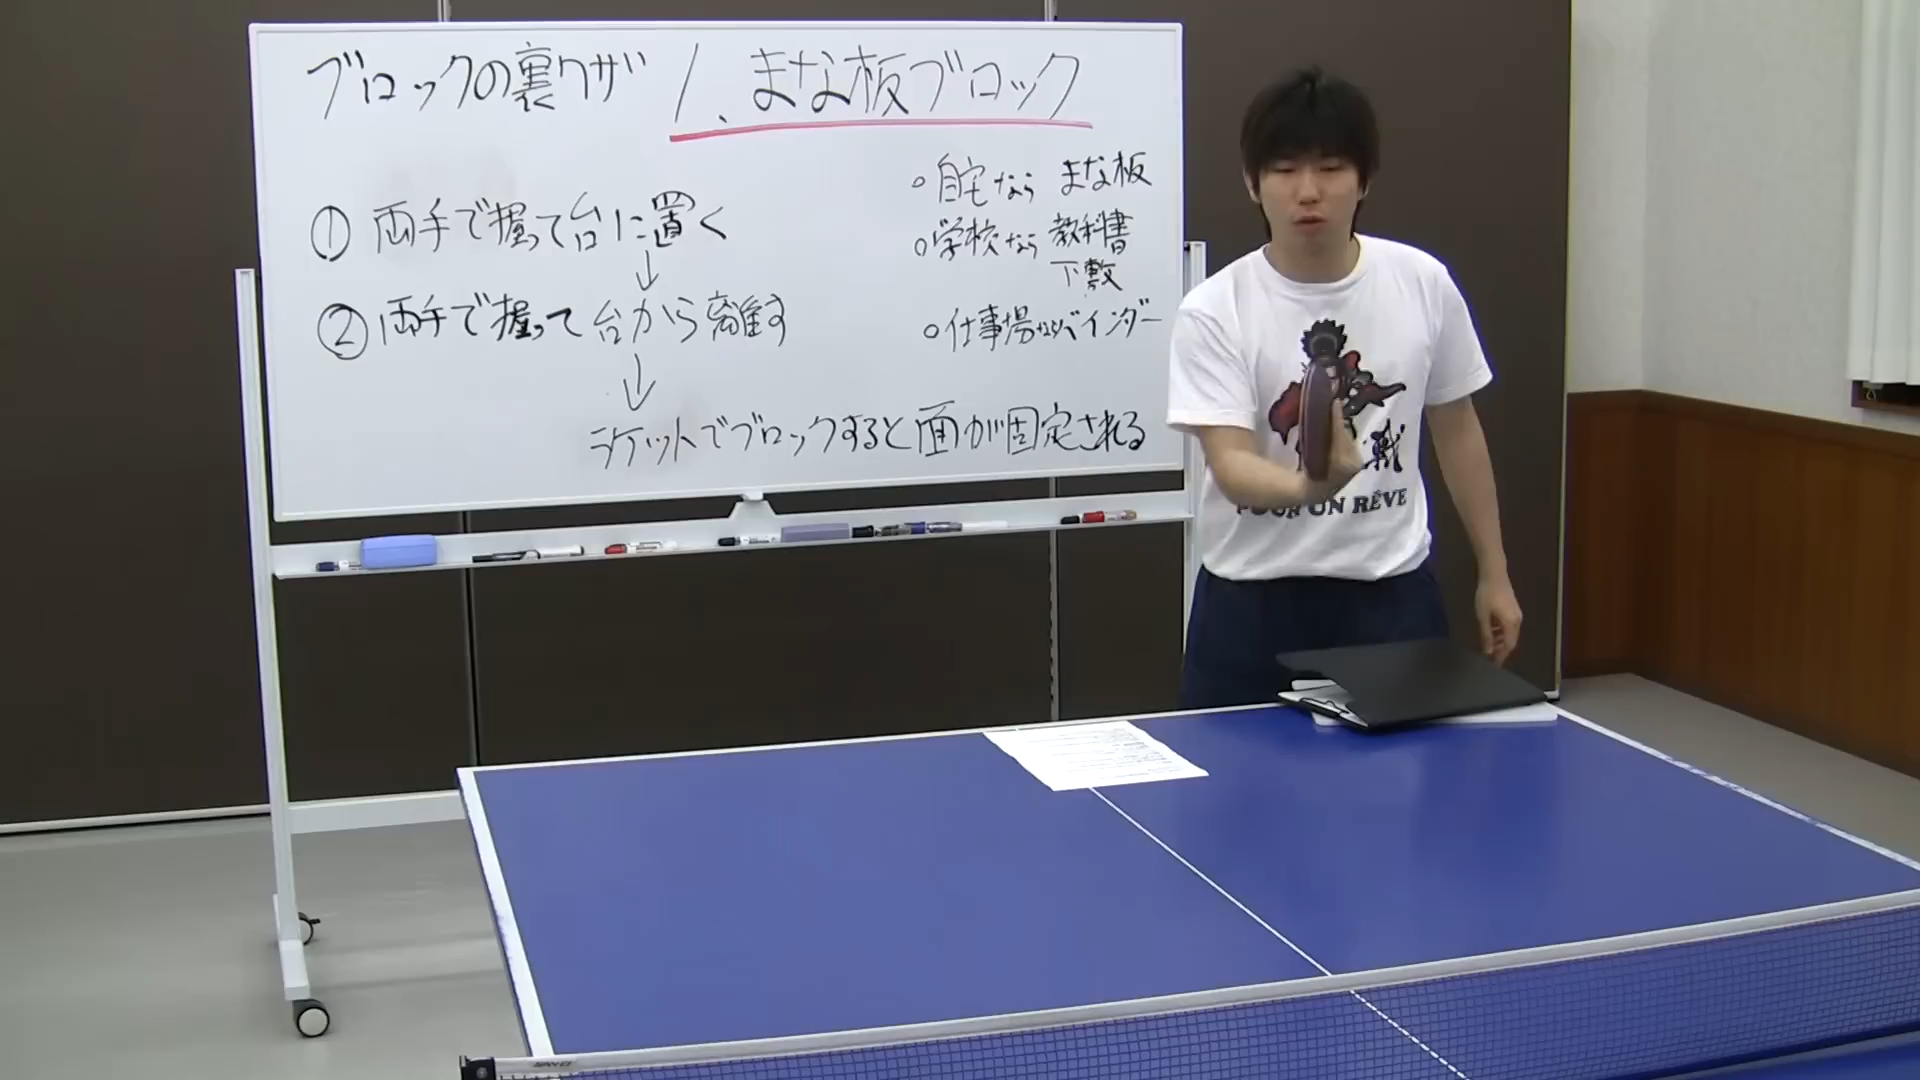 ブロックの裏ワザ 1、まな板ブロック
① 両手で握って台に置く
↓
② 両手で握って台から離す
↓
ラケットでブロックすると面が固定される
○自宅なら まな板
○学校なら 教科書
下敷
○仕事場ならバインダー
戦
POUR UN RÊVE